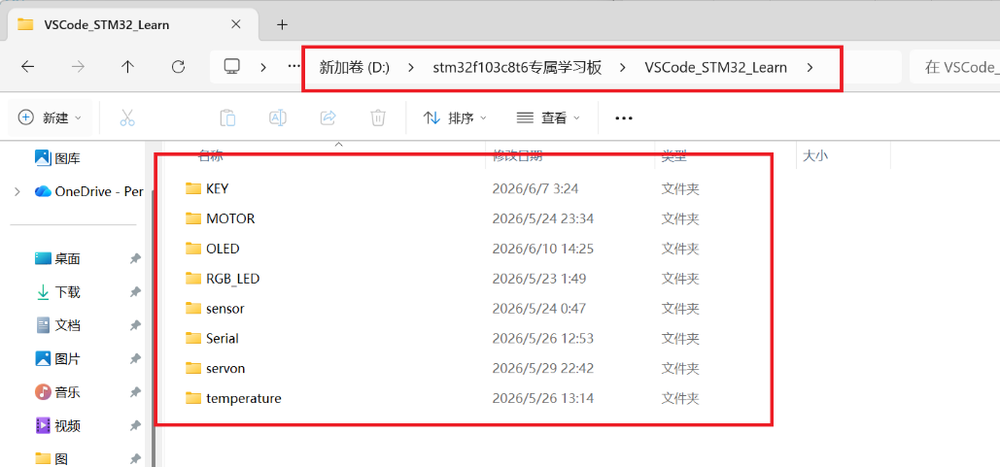 VSCode_STM32_Learn
新加卷 (D:) stm32f103c8t6专属学习板 VSCode_STM32_Learn 在 VSCode_
新建 排序 查看
名称 修改日期 类型 大小
图库
OneDrive - Per
桌面
下载
文档
图片
音乐
视频
图
KEY 2026/6/7 3:24 文件夹
MOTOR 2026/5/24 23:34 文件夹
OLED 2026/6/10 14:25 文件夹
RGB_LED 2026/5/23 1:49 文件夹
sensor 2026/5/24 0:47 文件夹
Serial 2026/5/26 12:53 文件夹
servon 2026/5/29 22:42 文件夹
temperature 2026/5/26 13:14 文件夹